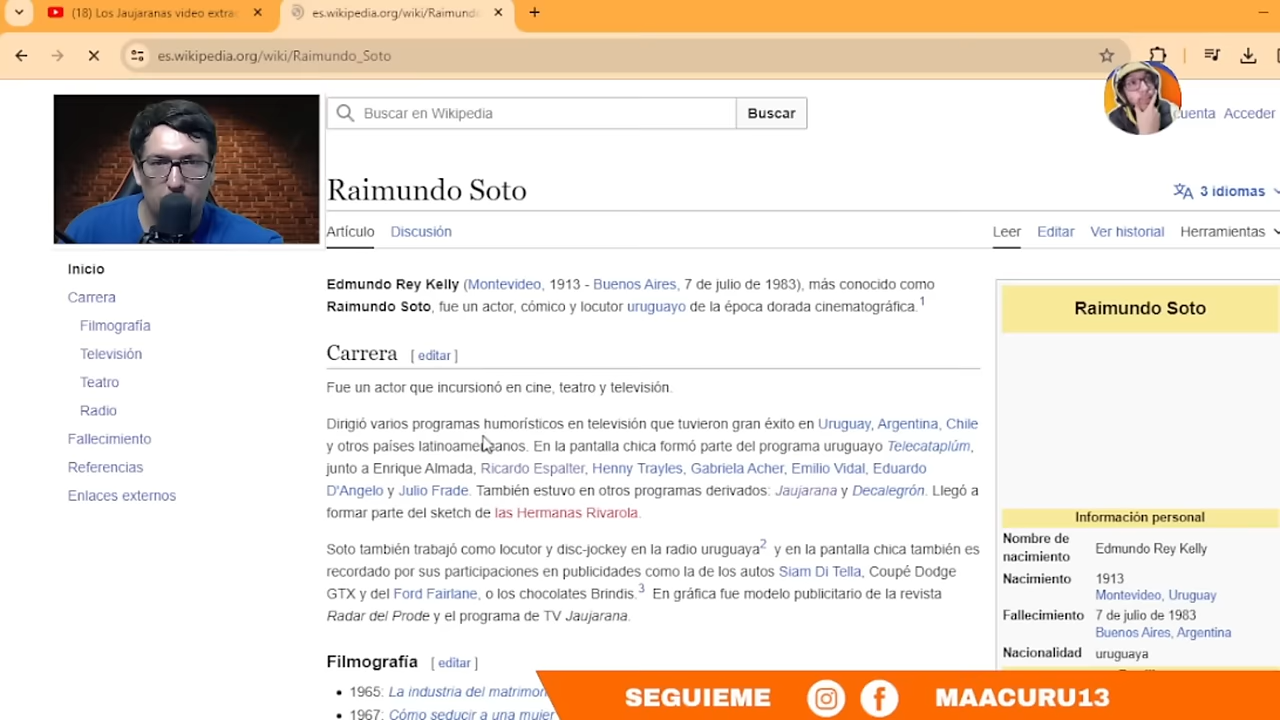 (18) Los Jaujaranas video extra
es.wikipedia.org/wiki/Raimundo
es.wikipedia.org/wiki/Raimundo_Soto
Buscar en Wikipedia
Buscar
cuenta Acceder
Raimundo Soto
3 idiomas
Artículo Discusión
Leer Editar Ver historial Herramientas
Inicio
Carrera
Filmografía
Televisión
Teatro
Radio
Fallecimiento
Referencias
Enlaces externos
Edmundo Rey Kelly (Montevideo, 1913 - Buenos Aires, 7 de julio de 1983), más conocido como
Raimundo Soto, fue un actor, cómico y locutor uruguayo de la época dorada cinematográfica.1
Carrera [ editar ]
Fue un actor que incursionó en cine, teatro y televisión.
Dirigió varios programas humorísticos en televisión que tuvieron gran éxito en Uruguay, Argentina, Chile
y otros países latinoamericanos. En la pantalla chica formó parte del programa uruguayo Telecataplúm,
junto a Enrique Almada, Ricardo Espalter, Henny Trayles, Gabriela Acher, Emilio Vidal, Eduardo
D'Angelo y Julio Frade. También estuvo en otros programas derivados: Jaujarana y Decalegrón. Llegó a
formar parte del sketch de las Hermanas Rivarola.
Soto también trabajó como locutor y disc-jockey en la radio uruguaya2 y en la pantalla chica también es
recordado por sus participaciones en publicidades como la de los autos Siam Di Tella, Coupé Dodge
GTX y del Ford Fairlane, o los chocolates Brindis.3 En gráfica fue modelo publicitario de la revista
Radar del Prode y el programa de TV Jaujarana.
Filmografía [ editar ]
1965: La industria del matrimon
1967: Cómo seducir a una mujer
Raimundo Soto
Información personal
Nombre de
nacimiento
Edmundo Rey Kelly
Nacimiento 1913
Montevideo, Uruguay
Fallecimiento 7 de julio de 1983
Buenos Aires, Argentina
Nacionalidad uruguaya
SEGUIEME MAACURU13